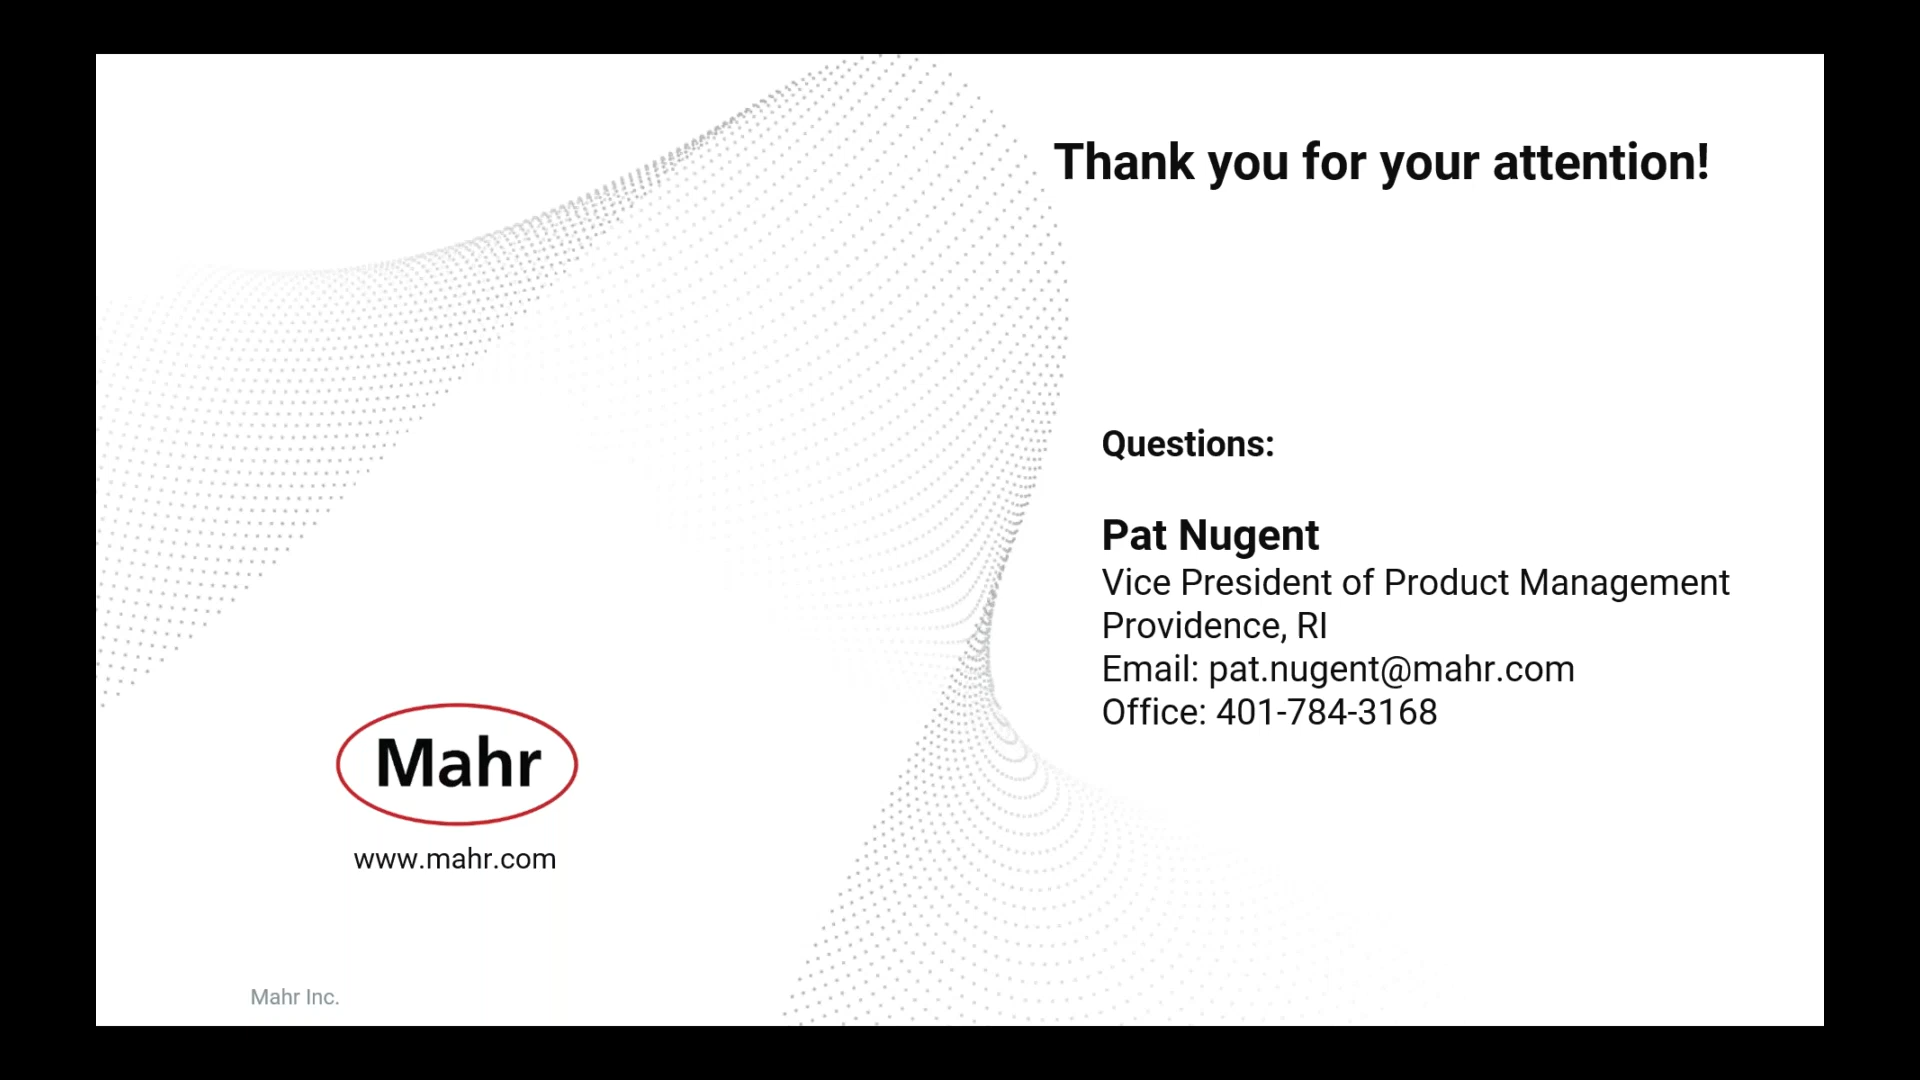 Thank you for your attention!
Questions:
Pat Nugent
Vice President of Product Management
Providence, RI
Email: pat.nugent@mahr.com
Office: 401-784-3168
Mahr
www.mahr.com
Mahr Inc.